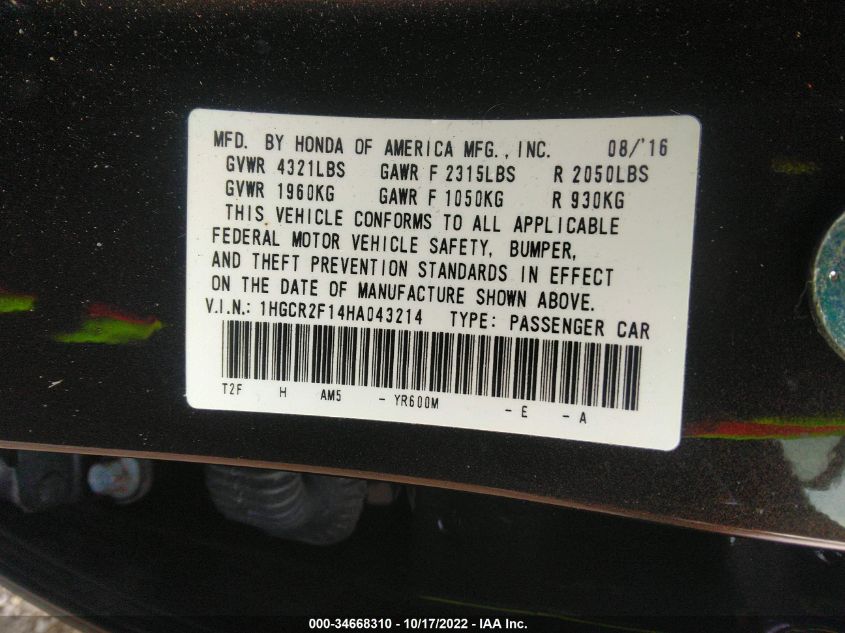 MFD. BY HONDA OF AMERICA MFG., INC. 08/'16
GVWR 4321LBS GAWR F 2315LBS R 2050LBS
GVWR 1960KG GAWR F 1050KG R 930KG
THIS VEHICLE CONFORMS TO ALL APPLICABLE
FEDERAL MOTOR VEHICLE SAFETY, BUMPER,
AND THEFT PREVENTION STANDARDS IN EFFECT
ON THE DATE OF MANUFACTURE SHOWN ABOVE.
V.I.N.: 1HGCR2F14HA043214 TYPE: PASSENGER CAR
T2F H AM5 - YR600M - E - A
000-34668310 - 10/17/2022 - IAA Inc.